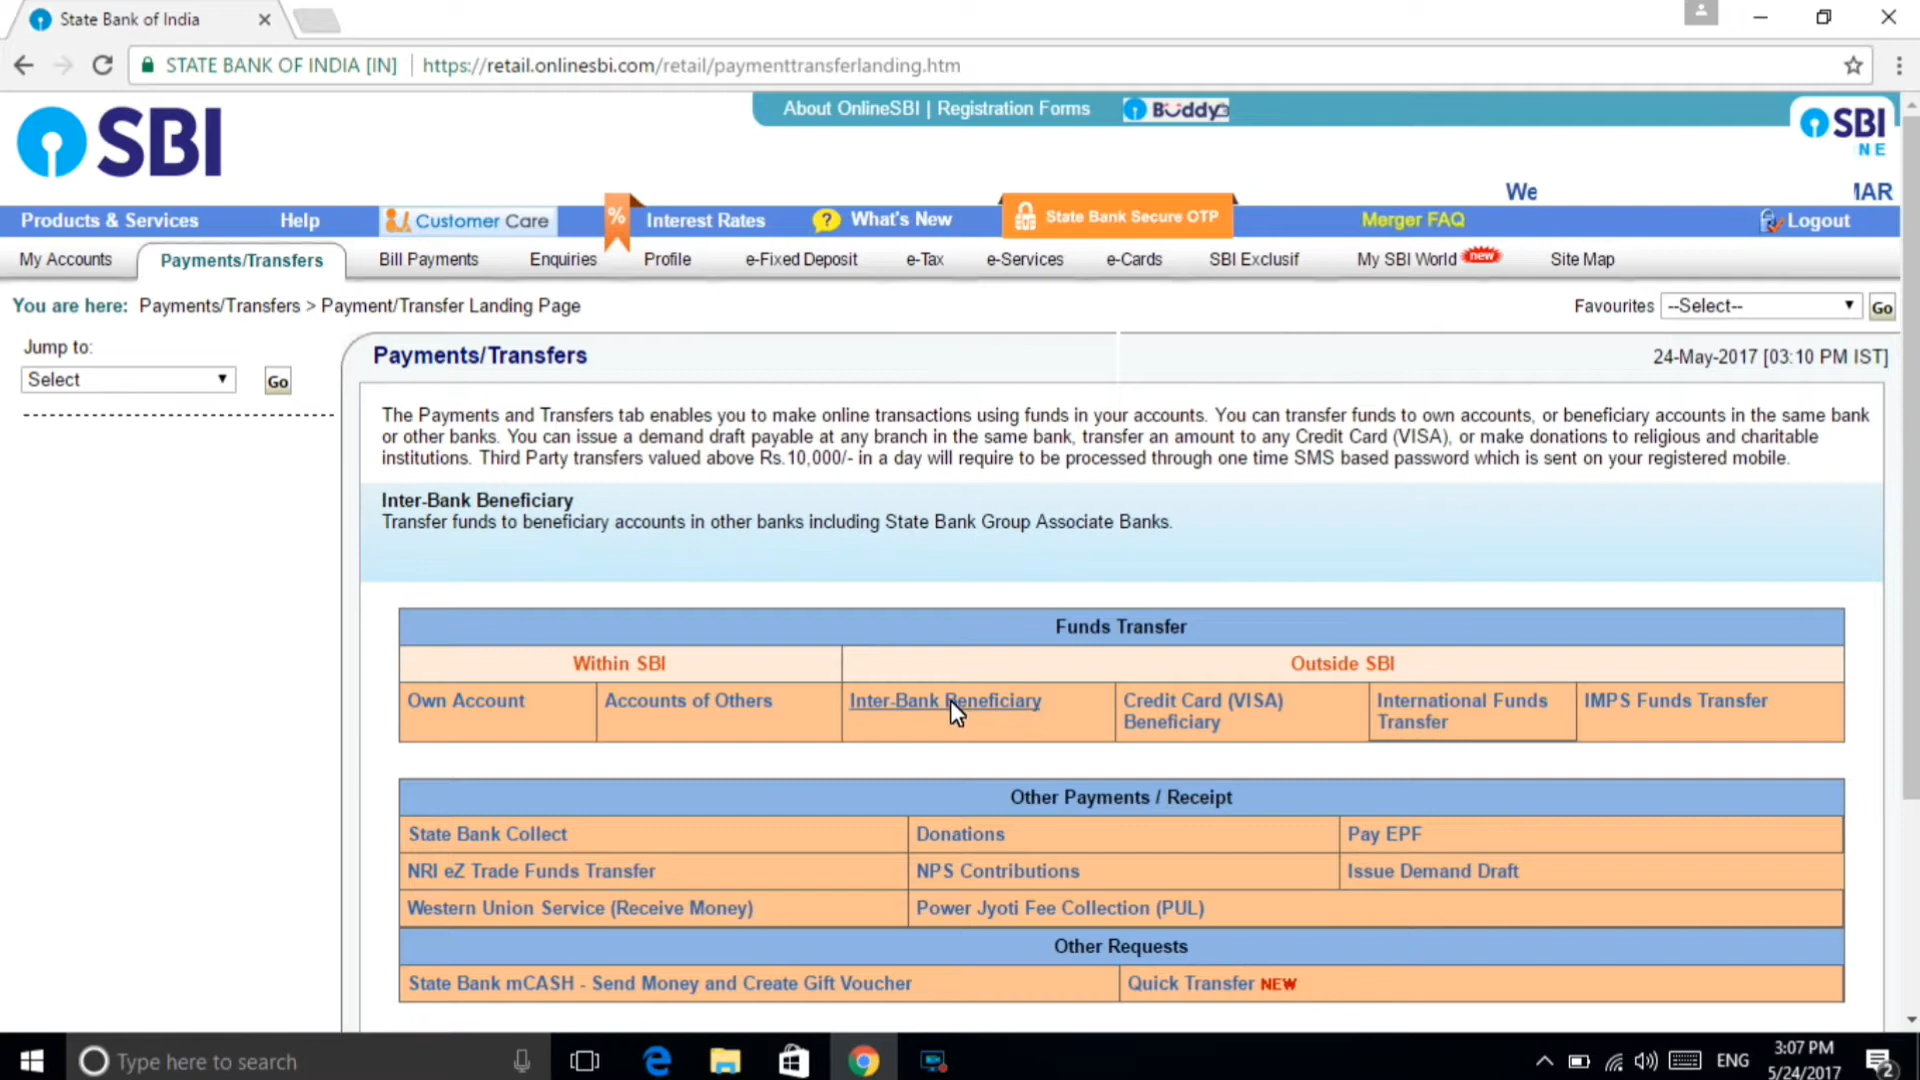 State Bank of India
STATE BANK OF INDIA [IN] https://retail.onlinesbi.com/retail/paymenttransferlanding.htm
About OnlineSBI | Registration Forms Buddy
SBI
SBI
NE
We MAR
Products & Services Help Customer Care % Interest Rates ? What's New State Bank Secure OTP Merger FAQ Logout
My Accounts Payments/Transfers Bill Payments Enquiries Profile e-Fixed Deposit e-Tax e-Services e-Cards SBI Exclusif My SBI World new Site Map
You are here: Payments/Transfers > Payment/Transfer Landing Page Favourites --Select-- Go
Jump to:
Select Go
Payments/Transfers 24-May-2017 [03:10 PM IST]
The Payments and Transfers tab enables you to make online transactions using funds in your accounts. You can transfer funds to own accounts, or beneficiary accounts in the same bank
or other banks. You can issue a demand draft payable at any branch in the same bank, transfer an amount to any Credit Card (VISA), or make donations to religious and charitable
institutions. Third Party transfers valued above Rs.10,000/- in a day will require to be processed through one time SMS based password which is sent on your registered mobile.
Inter-Bank Beneficiary
Transfer funds to beneficiary accounts in other banks including State Bank Group Associate Banks.
Funds Transfer
Within SBI Outside SBI
Own Account Accounts of Others Inter-Bank Beneficiary Credit Card (VISA) International Funds IMPS Funds Transfer
Beneficiary Transfer
Other Payments / Receipt
State Bank Collect Donations Pay EPF
NRI eZ Trade Funds Transfer NPS Contributions Issue Demand Draft
Western Union Service (Receive Money) Power Jyoti Fee Collection (PUL)
Other Requests
State Bank mCASH - Send Money and Create Gift Voucher Quick Transfer NEW
Type here to search ENG 3:07 PM
5/24/2017 2